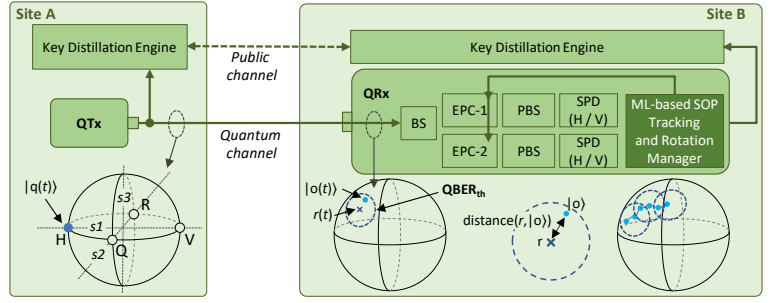 Site A
Site B
Key Distillation Engine
Public
channel
Key Distillation Engine
QTx
Quantum
channel
QRx
BS
EPC-1
PBS
SPD
(H / V)
EPC-2
PBS
SPD
(H / V)
ML-based SOP
Tracking
and Rotation
Manager
|q(t)⟩
H
s1
s2
s3
R
Q
V
|o(t)⟩
r(t)
QBERth
|o⟩
distance(r,|o⟩)
r